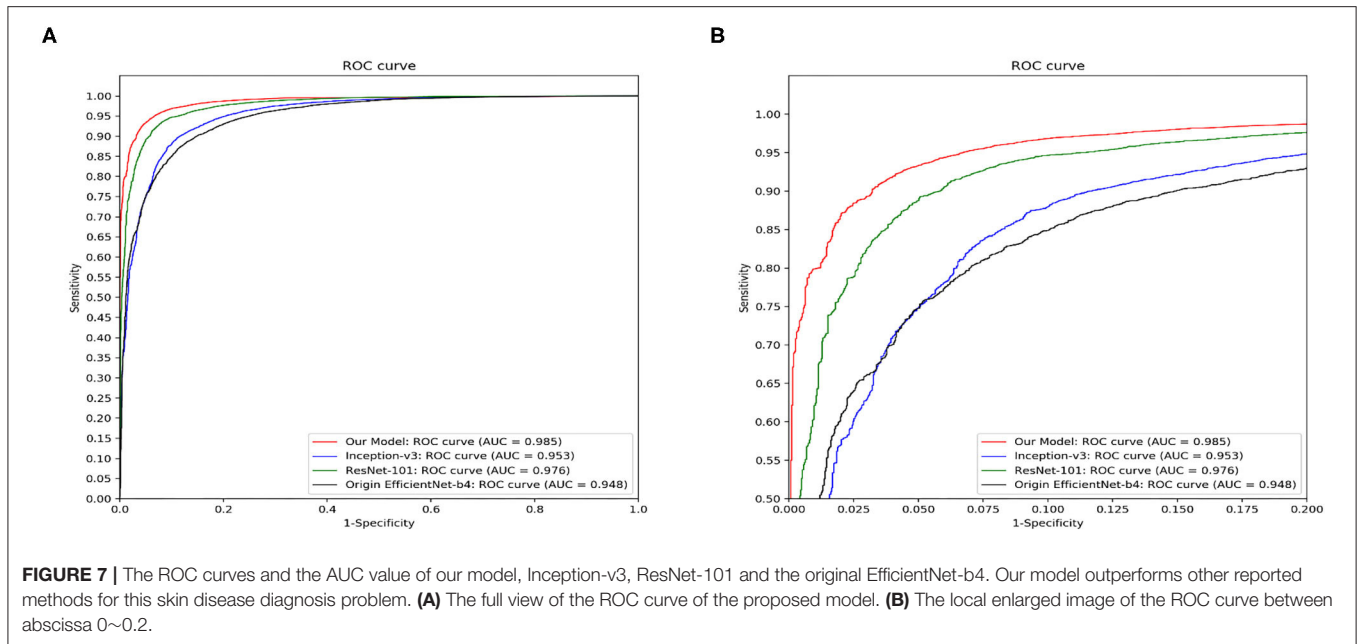 A
ROC curve
1.00
0.95
0.90
0.85
0.80
0.75
0.70
0.65
0.60
0.55
0.50
0.45
0.40
0.35
0.30
0.25
0.20
0.15
0.10
0.05
0.00
Sensitivity
0.0 0.2 0.4 0.6 0.8 1.0
1-Specificity
Our Model: ROC curve (AUC = 0.985)
Inception-v3: ROC curve (AUC = 0.953)
ResNet-101: ROC curve (AUC = 0.976)
Origin EfficientNet-b4: ROC curve (AUC = 0.948)
B
ROC curve
1.00
0.95
0.90
0.85
0.80
0.75
0.70
0.65
0.60
0.55
0.50
Sensitivity
0.000 0.025 0.050 0.075 0.100 0.125 0.150 0.175 0.200
1-Specificity
Our Model: ROC curve (AUC = 0.985)
Inception-v3: ROC curve (AUC = 0.953)
ResNet-101: ROC curve (AUC = 0.976)
Origin EfficientNet-b4: ROC curve (AUC = 0.948)
FIGURE 7 | The ROC curves and the AUC value of our model, Inception-v3, ResNet-101 and the original EfficientNet-b4. Our model outperforms other reported
methods for this skin disease diagnosis problem. (A) The full view of the ROC curve of the proposed model. (B) The local enlarged image of the ROC curve between
abscissa 0~0.2.